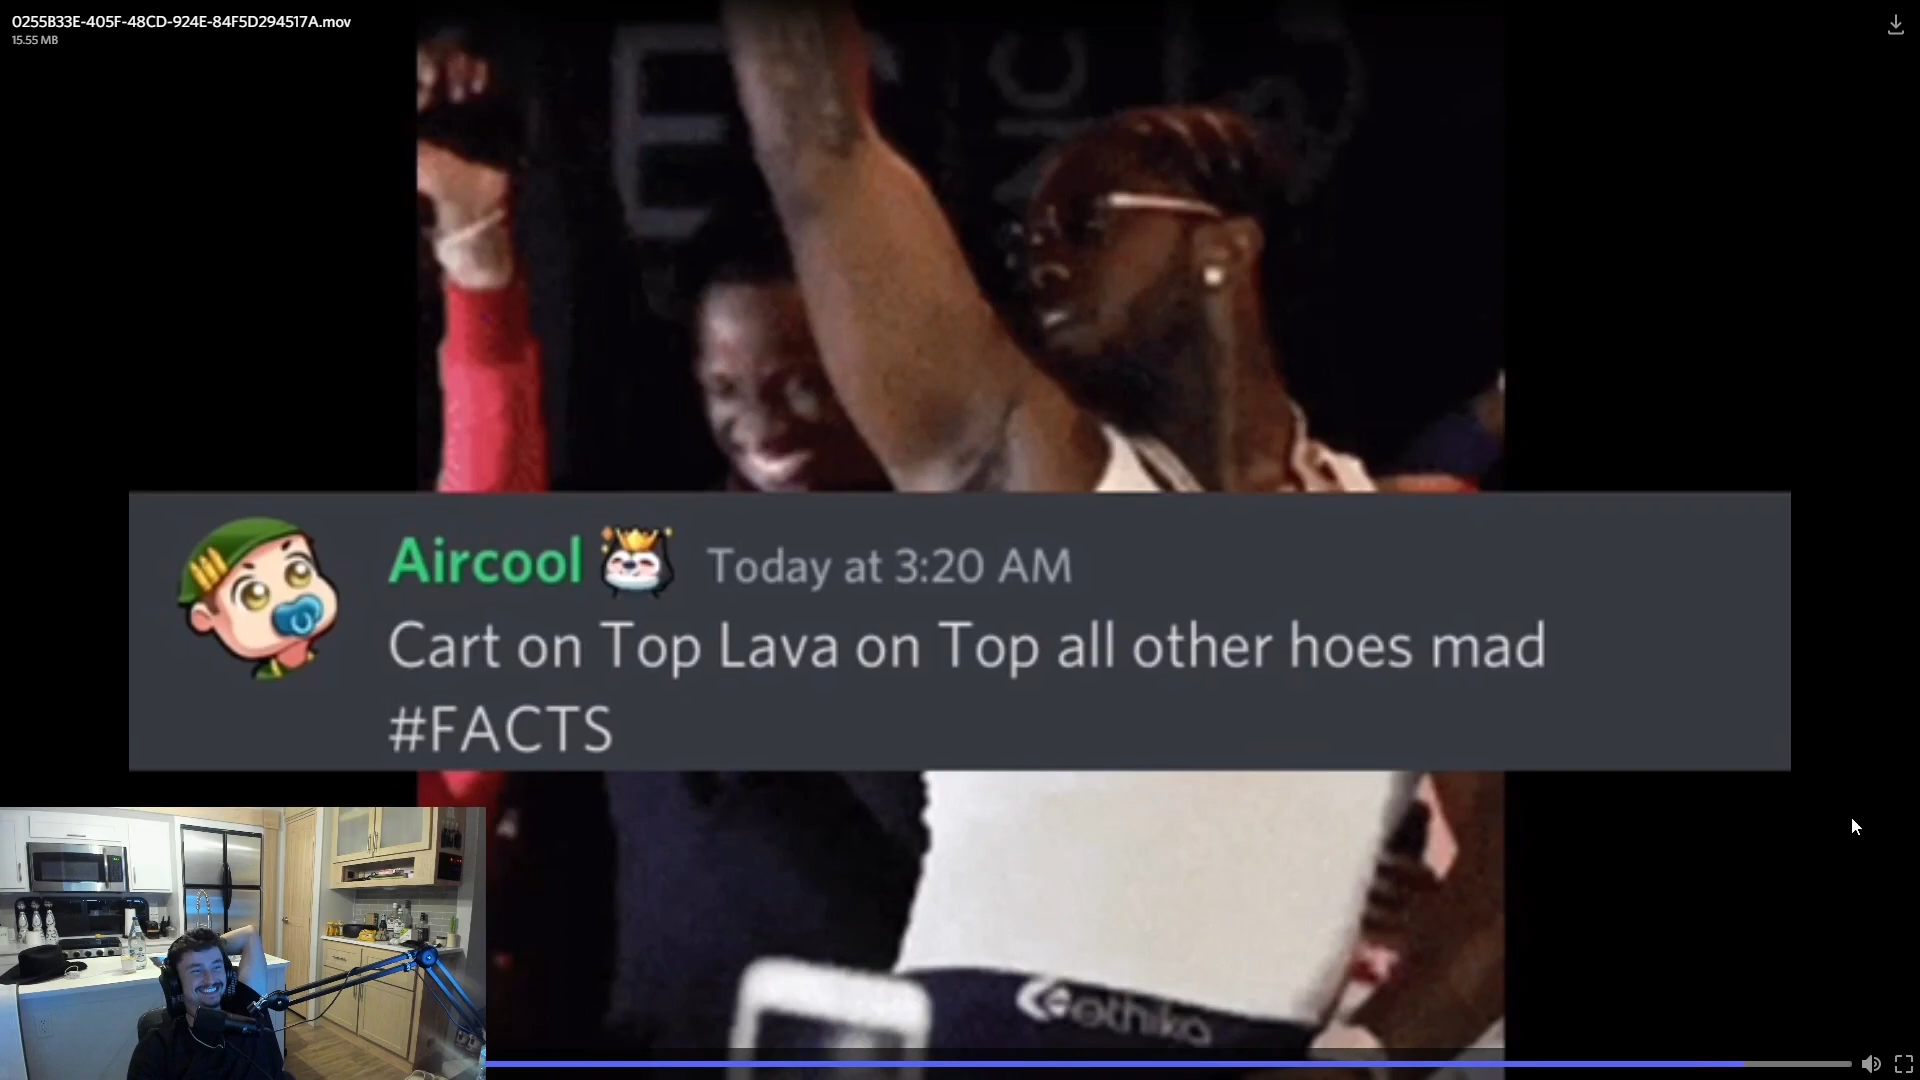 0255B33E-405F-48CD-924E-84F5D294517A.mov
15.55 MB
Aircool Today at 3:20 AM
Cart on Top Lava on Top all other hoes mad
#FACTS
ethika